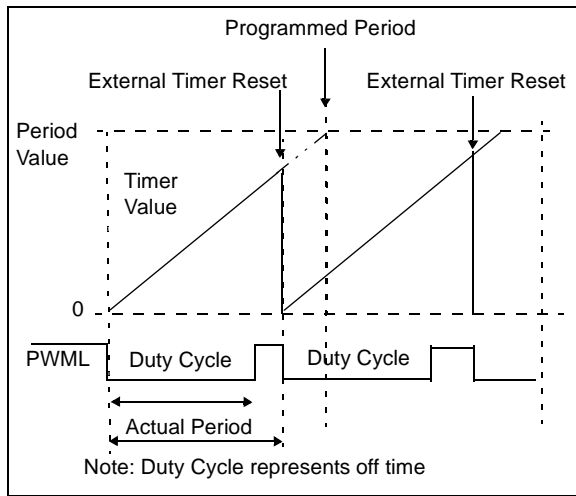 Programmed Period
External Timer Reset
External Timer Reset
Period
Value
Timer
Value
0
PWML
Duty Cycle
Duty Cycle
Actual Period
Note: Duty Cycle represents off time